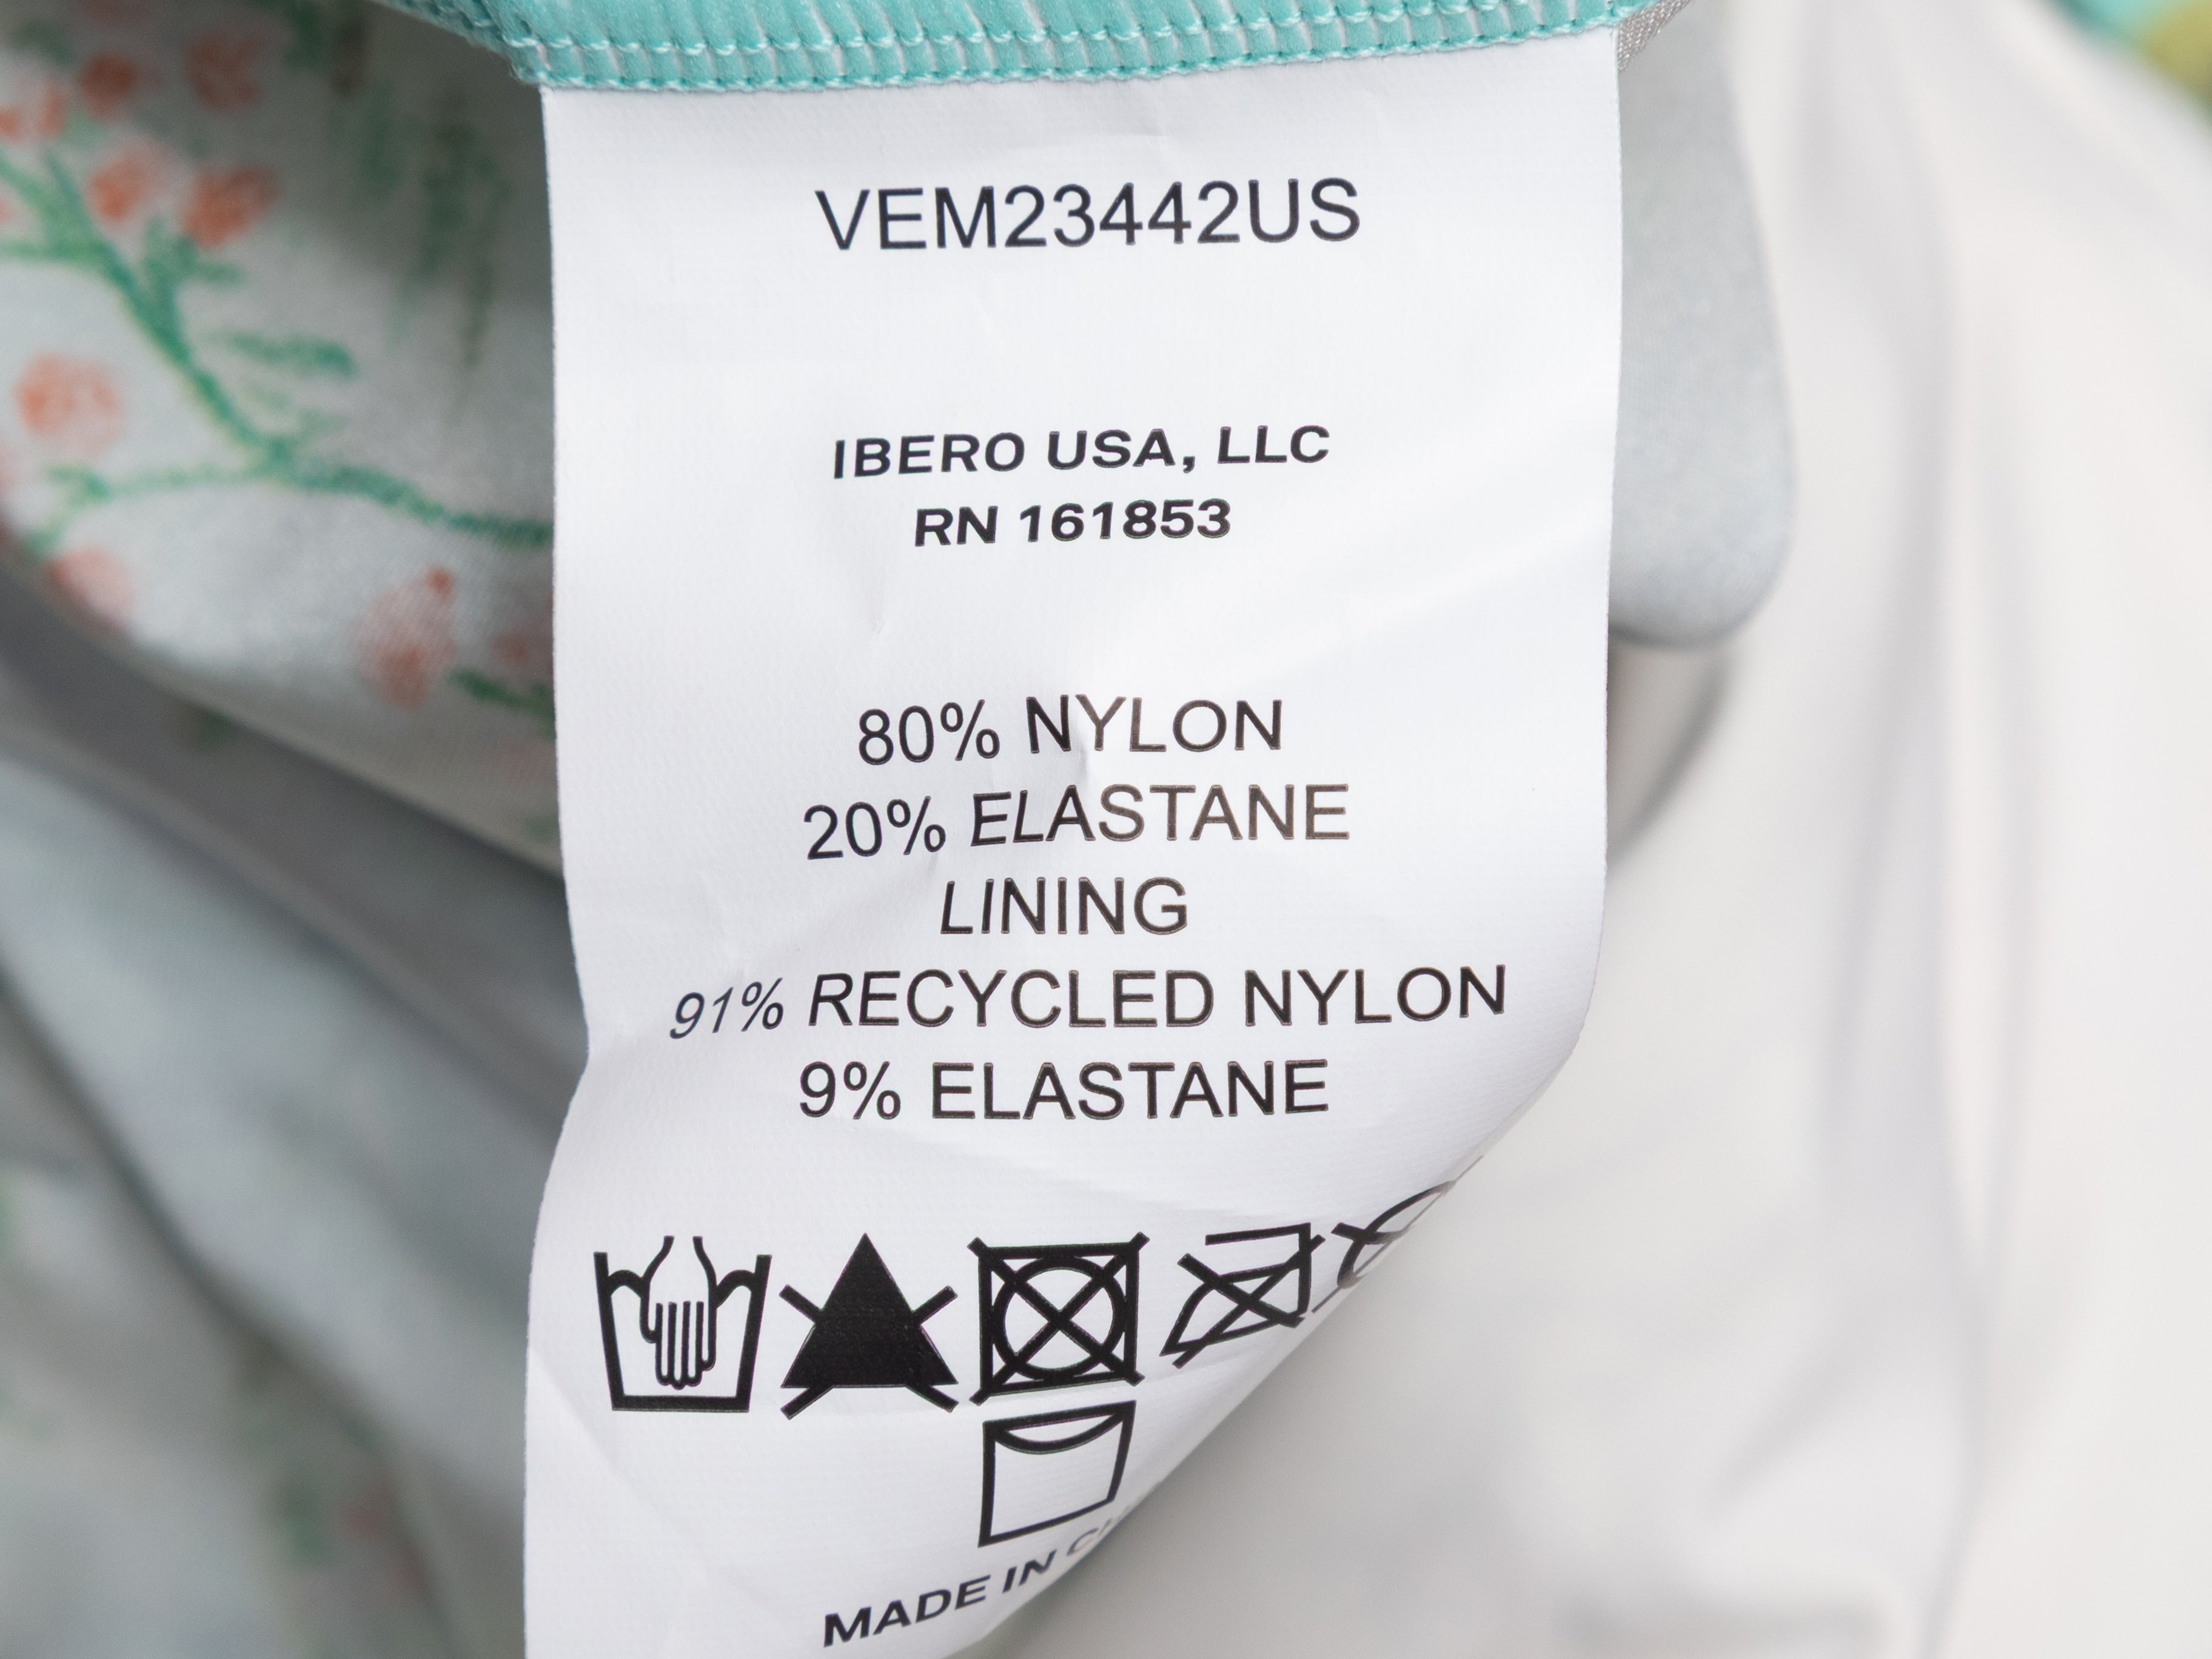 VEM23442US
IBERO USA, LLC
RN 161853
80% NYLON
20% ELASTANE
LINING
91% RECYCLED NYLON
9% ELASTANE
MADE IN